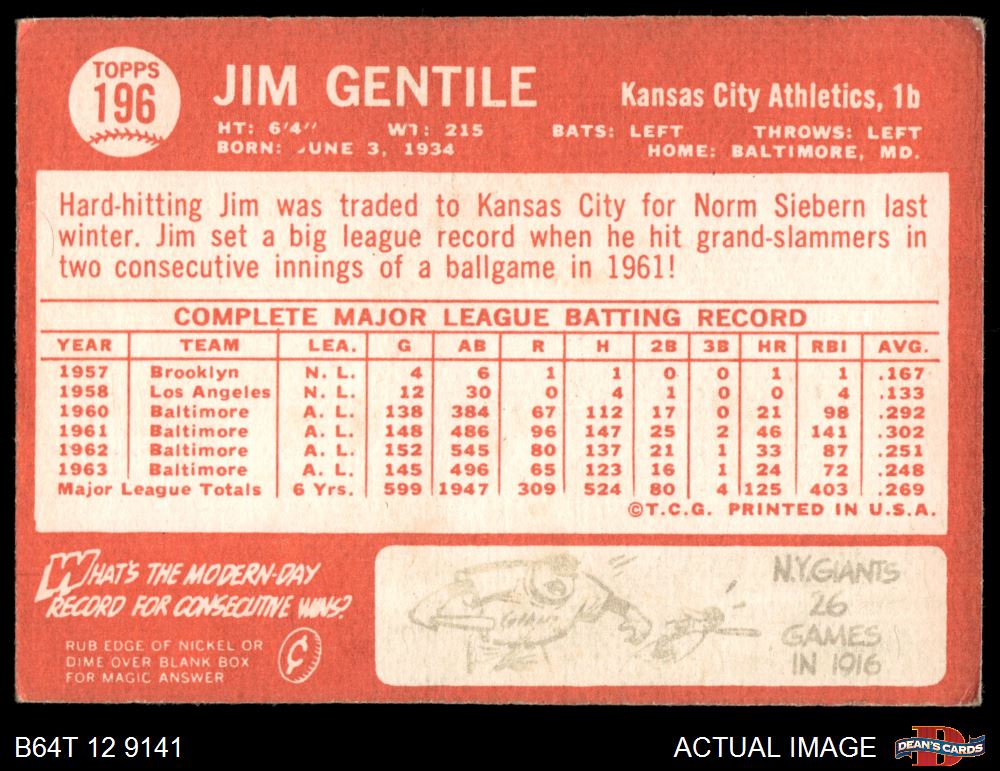 TOPPS
196
JIM GENTILE
Kansas City Athletics, 1b
HT: 6'4" WT: 215 BATS: LEFT THROWS: LEFT
BORN: JUNE 3, 1934 HOME: BALTIMORE, MD.
Hard-hitting Jim was traded to Kansas City for Norm Siebern last
winter. Jim set a big league record when he hit grand-slammers in
two consecutive innings of a ballgame in 1961!
COMPLETE MAJOR LEAGUE BATTING RECORD
YEAR TEAM LEA. G AB R H 2B 3B HR RBI AVG.
1957 Brooklyn N. L. 4 6 1 1 0 0 1 1 .167
1958 Los Angeles N. L. 12 30 0 4 1 0 0 4 .133
1960 Baltimore A. L. 138 384 67 112 17 0 21 98 .292
1961 Baltimore A. L. 148 486 96 147 25 2 46 141 .302
1962 Baltimore A. L. 152 545 80 137 21 1 33 87 .251
1963 Baltimore A. L. 145 496 65 123 16 1 24 72 .248
Major League Totals 6 Yrs. 599 1947 309 524 80 4 125 403 .269
©T.C.G. PRINTED IN U.S.A.
WHAT'S THE MODERN-DAY
RECORD FOR CONSECUTIVE WINS?
RUB EDGE OF NICKEL OR
DIME OVER BLANK BOX
FOR MAGIC ANSWER
¢
GIANT
N.Y. GIANTS
26
GAMES
IN 1916
B64T 12 9141
ACTUAL IMAGE
D
DEAN'S CARDS